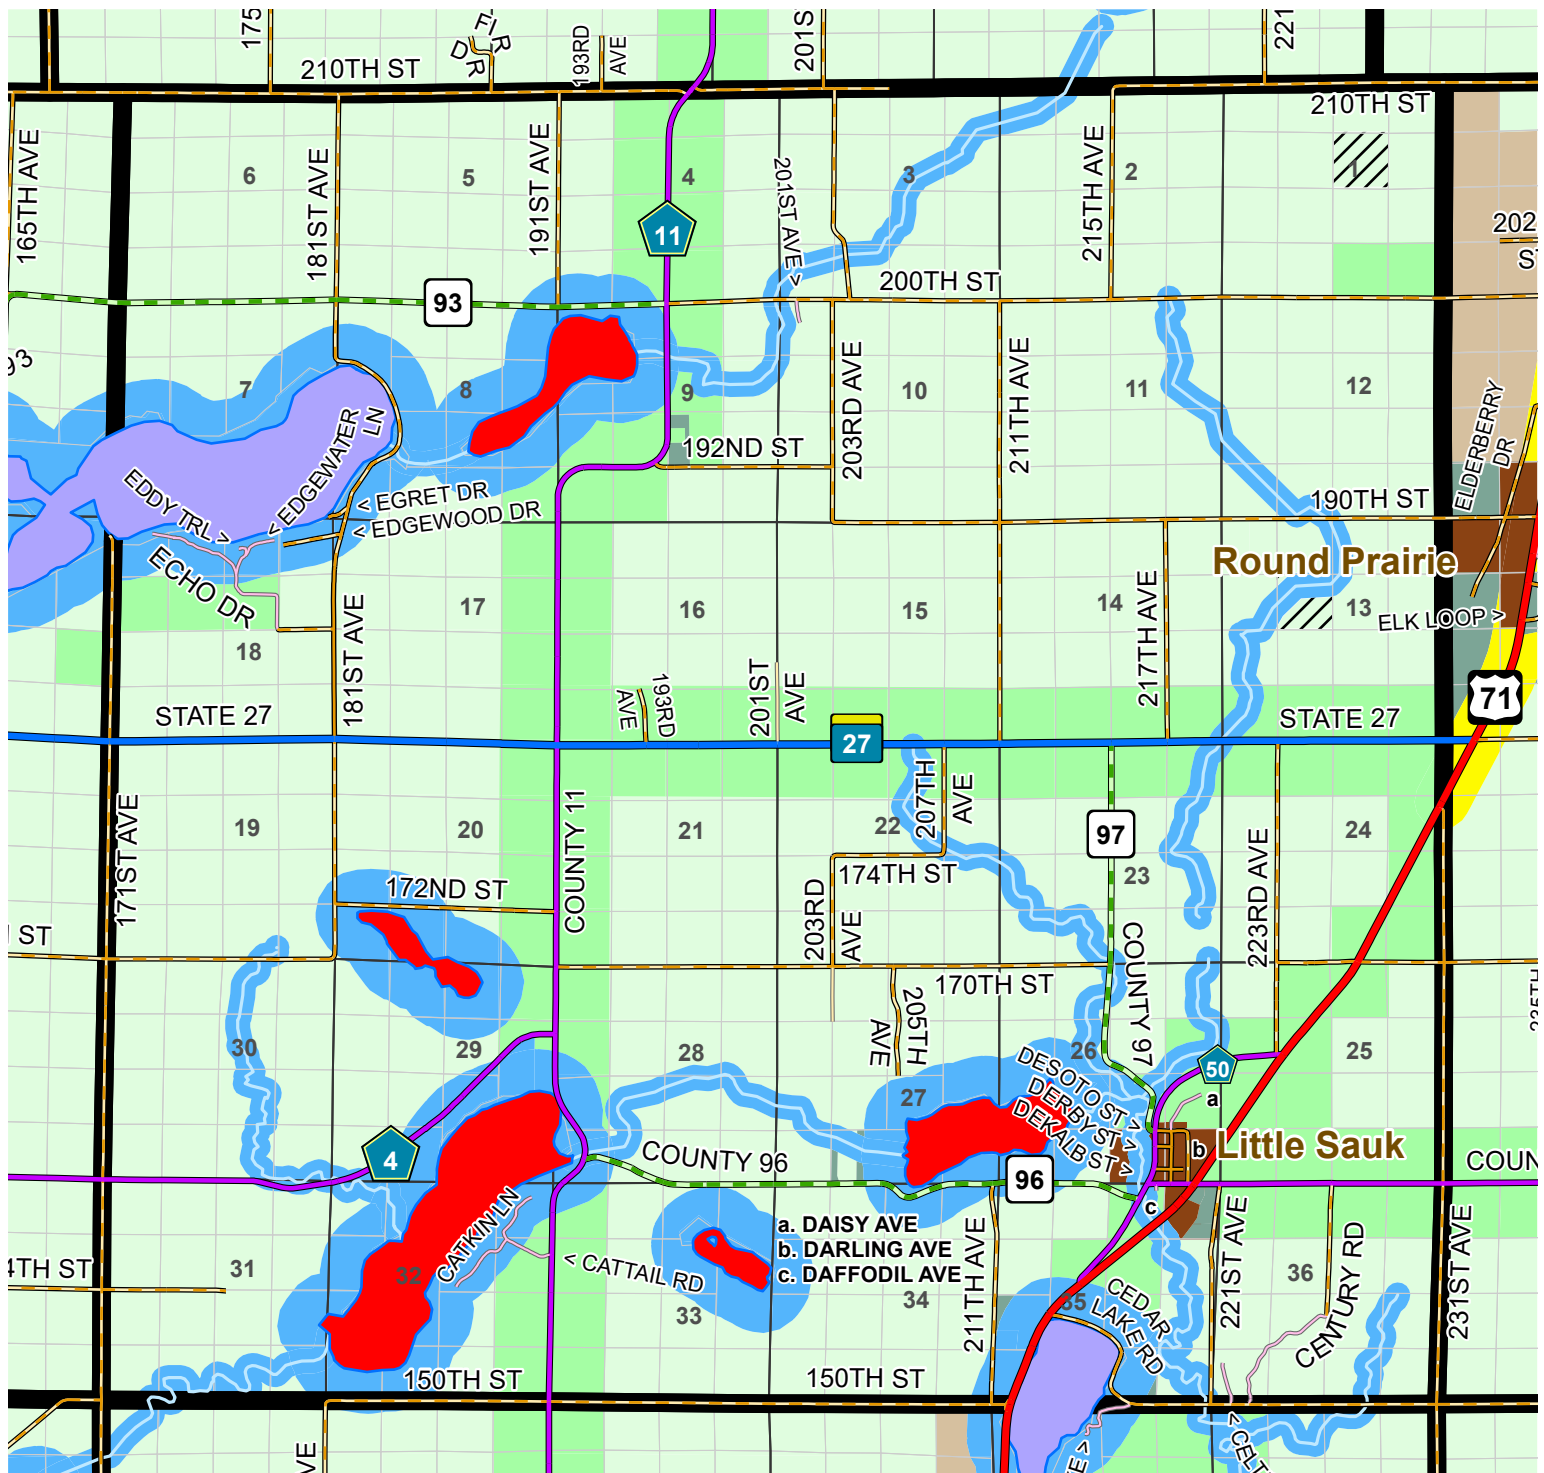 175
FIR
DR
193RD
AVE
201S
221
210TH ST
210TH ST
165TH AVE
6
181ST AVE
5
191ST AVE
4
201ST AVE >
3
215TH AVE
2
1
202
S
11
93
200TH ST
93
7
8
9
203RD AVE
10
211TH AVE
11
12
ELDERBERRY
DR
EDGEWATER
LN
192ND ST
EDDY TRL >
<
< EGRET DR
< EDGEWOOD DR
190TH ST
ECHO DR
Round Prairie
17
16
15
14
217TH AVE
13
ELK LOOP >
18
181ST AVE
193RD
AVE
201ST
AVE
71
STATE 27
STATE 27
27
171ST AVE
19
20
COUNTY 11
21
22
207TH
AVE
97
23
223RD AVE
24
172ND ST
174TH ST
203RD
AVE
ST
COUNTY 97
170TH ST
205TH
AVE
30
29
28
26
25
50
27
DESOTO ST >
DERBY ST >
DEKALB ST >
a
b
Little Sauk
4
COUNTY 96
96
COUN
c
CATKIN LN
a. DAISY AVE
b. DARLING AVE
c. DAFFODIL AVE
211TH AVE
221ST AVE
231ST AVE
4TH ST
31
32
< CATTAIL RD
33
34
35
CEDAR
LAKE RD
36
CENTURY RD
150TH ST
150TH ST
VE
E >
< CELT